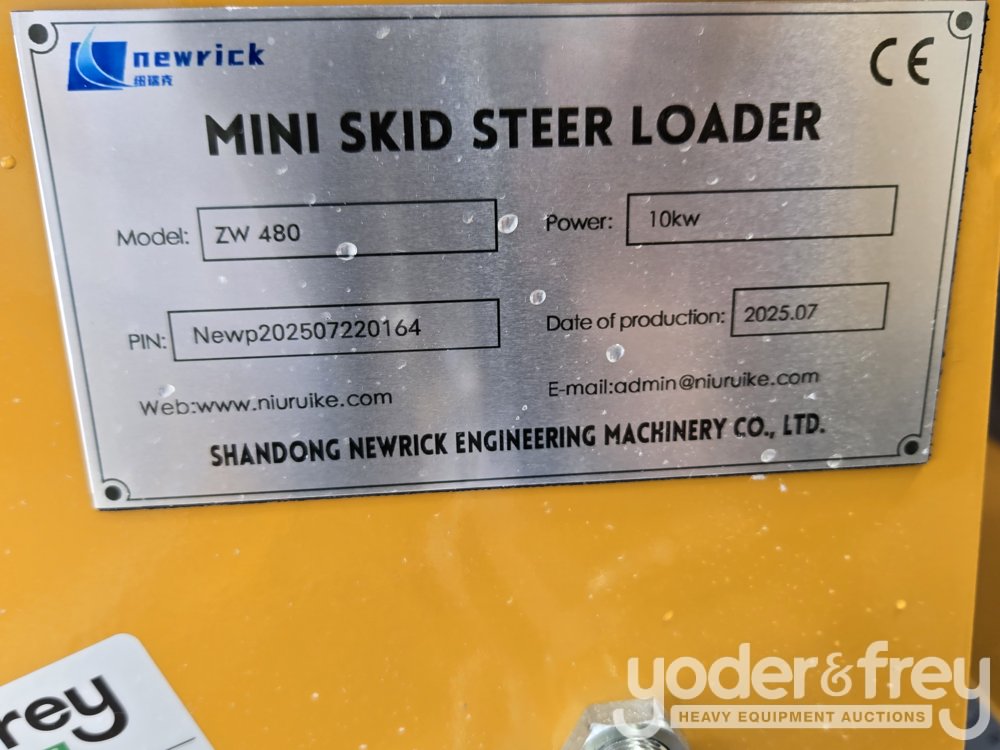 newrick
纽瑞克
CE
MINI SKID STEER LOADER
Model: ZW 480
Power: 10kw
PIN: Newp202507220164
Date of production: 2025.07
Web:www.niuruike.com
E-mail:admin@niuruike.com
SHANDONG NEWRICK ENGINEERING MACHINERY CO., LTD.
rey
yoder&frey
HEAVY EQUIPMENT AUCTIONS